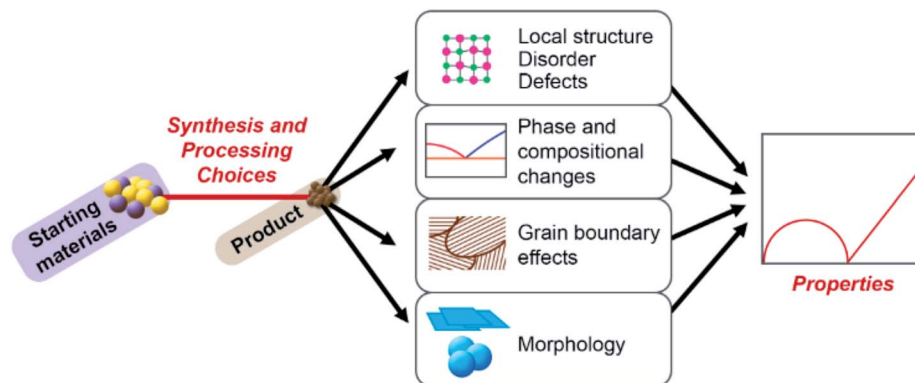 Starting
materials
Synthesis and
Processing
Choices
Product
Local structure
Disorder
Defects
Phase and
compositional
changes
Grain boundary
effects
Morphology
Properties